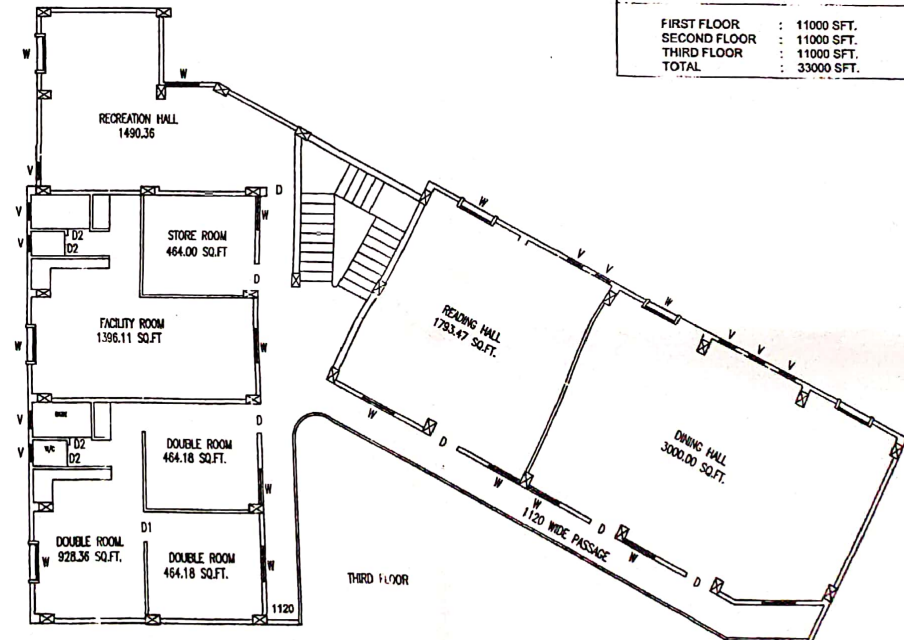 FIRST FLOOR : 11000 SFT.
SECOND FLOOR : 11000 SFT.
THIRD FLOOR : 11000 SFT.
TOTAL : 33000 SFT.
W
W
RECREATION HALL
1490.36
V
D
V
W
STORE ROOM
464.00 SQ.FT
D2
V
D2
D
FACILITY ROOM
1396.11 SQ.FT
W
W
V
D
D2
V
D2
DOUBLE ROOM
464.18 SQ.FT.
W
D1
DOUBLE ROOM
928.36 SQ.FT.
W
DOUBLE ROOM
464.18 SQ.FT.
W
1120
THIRD FLOOR
W
V
V
READING HALL
1793.47 SQ.FT.
W
V
V
V
DINING HALL
3000.00 SQ.FT.
W
D
W
W
D
W
D
1120 WIDE PASSAGE